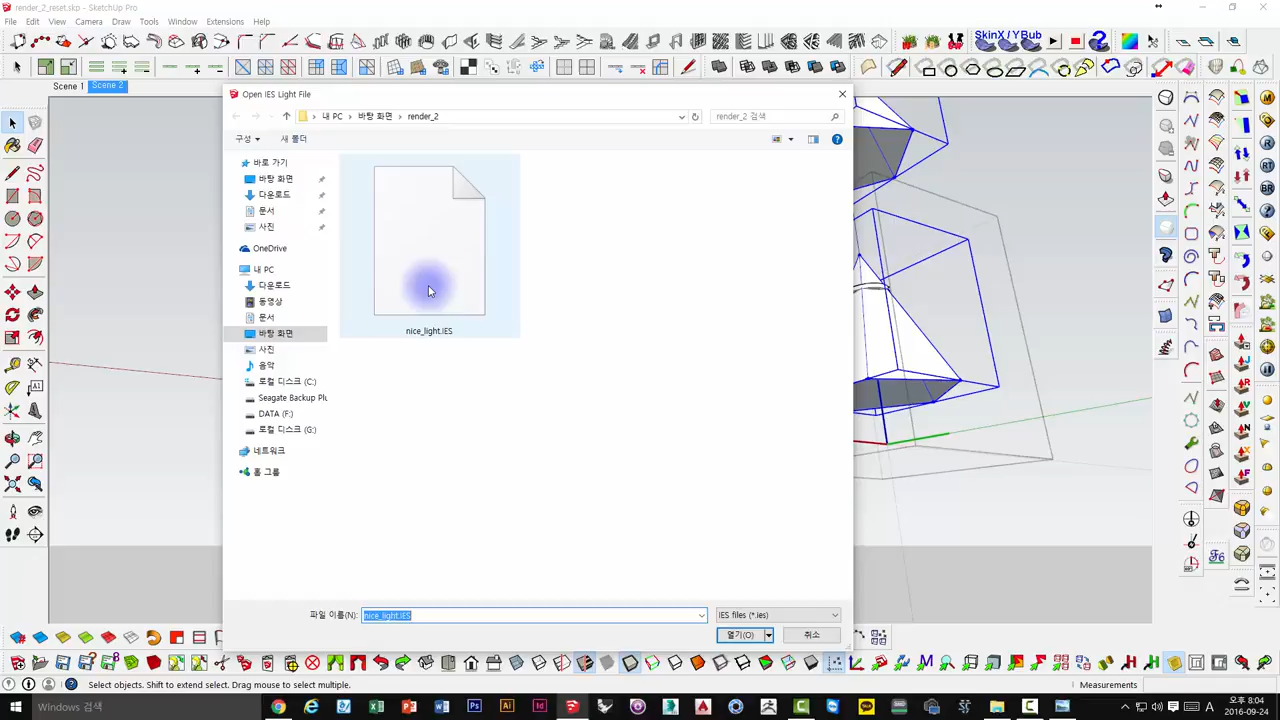 render_2_reset.skp - SketchUp Pro
File Edit View Camera Draw Tools Window Extensions Help
SkinX / YBub
Scene 1 Scene 2
Open IES Light File
내 PC > 바탕 화면 > render_2
render_2 검색
구성 새 폴더
바로 가기
바탕 화면
다운로드
문서
사진
OneDrive
내 PC
다운로드
동영상
문서
바탕 화면
사진
음악
로컬 디스크 (C:)
Seagate Backup Plu
DATA (F:)
로컬 디스크 (G:)
네트워크
홈 그룹
nice_light.IES
파일 이름(N): nice_light.IES
IES files (*.ies)
열기(O) 취소
Select objects. Shift to extend select. Drag mouse to select multiple.
Measurements
Windows 검색
오후 8:04
2016-09-24